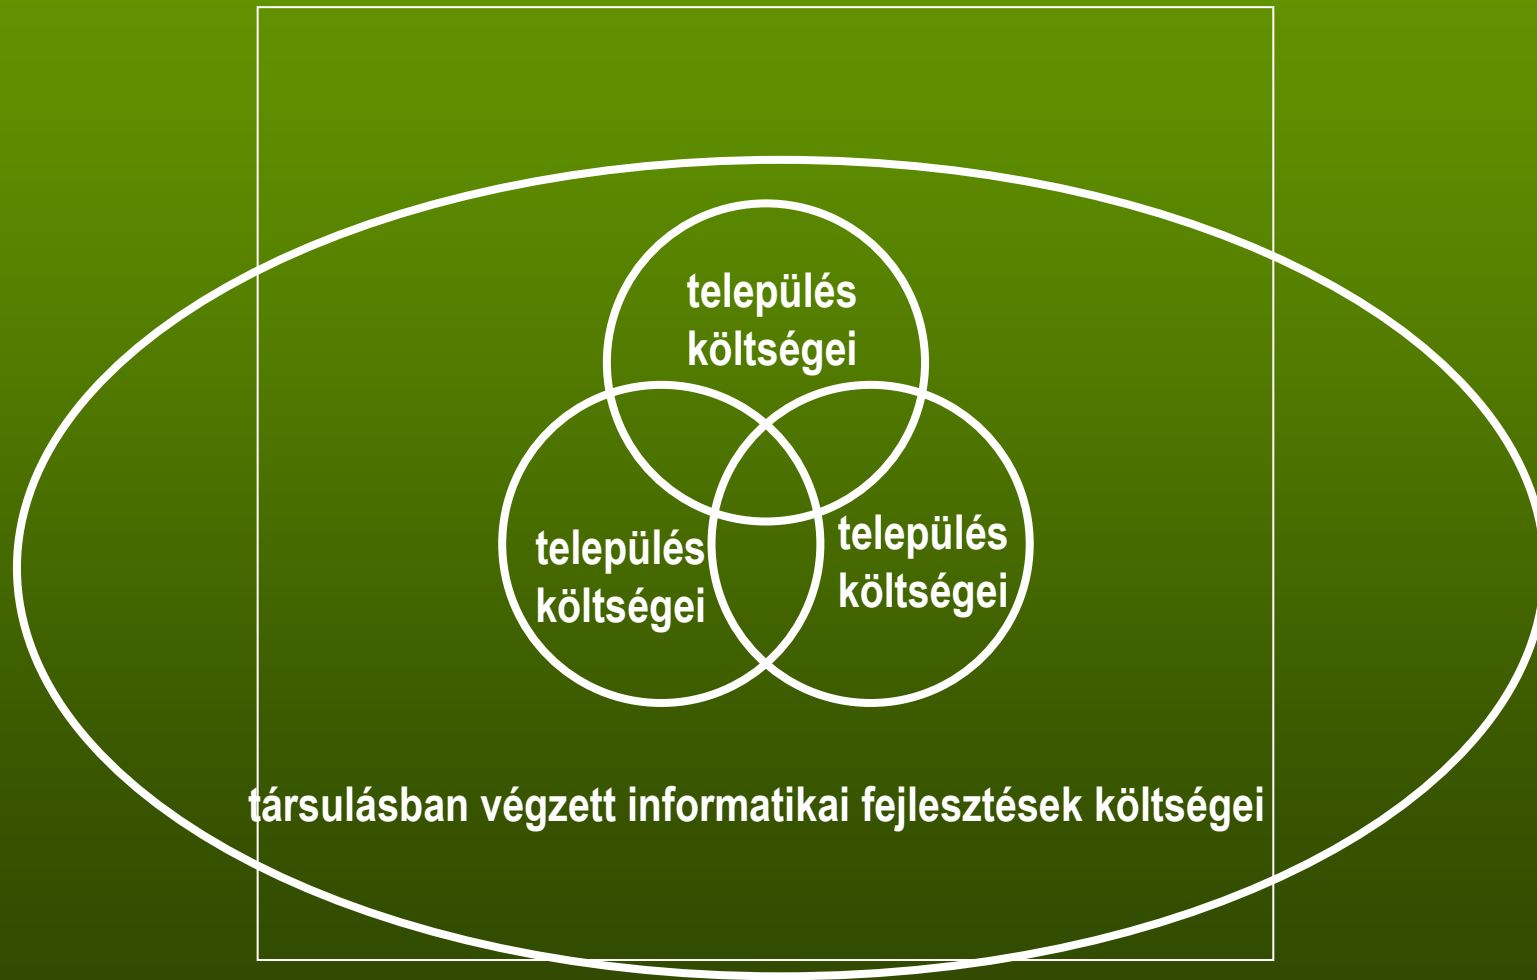 település
költségei
település
költségei
település
költségei
társulásban végzett informatikai fejlesztések költségei